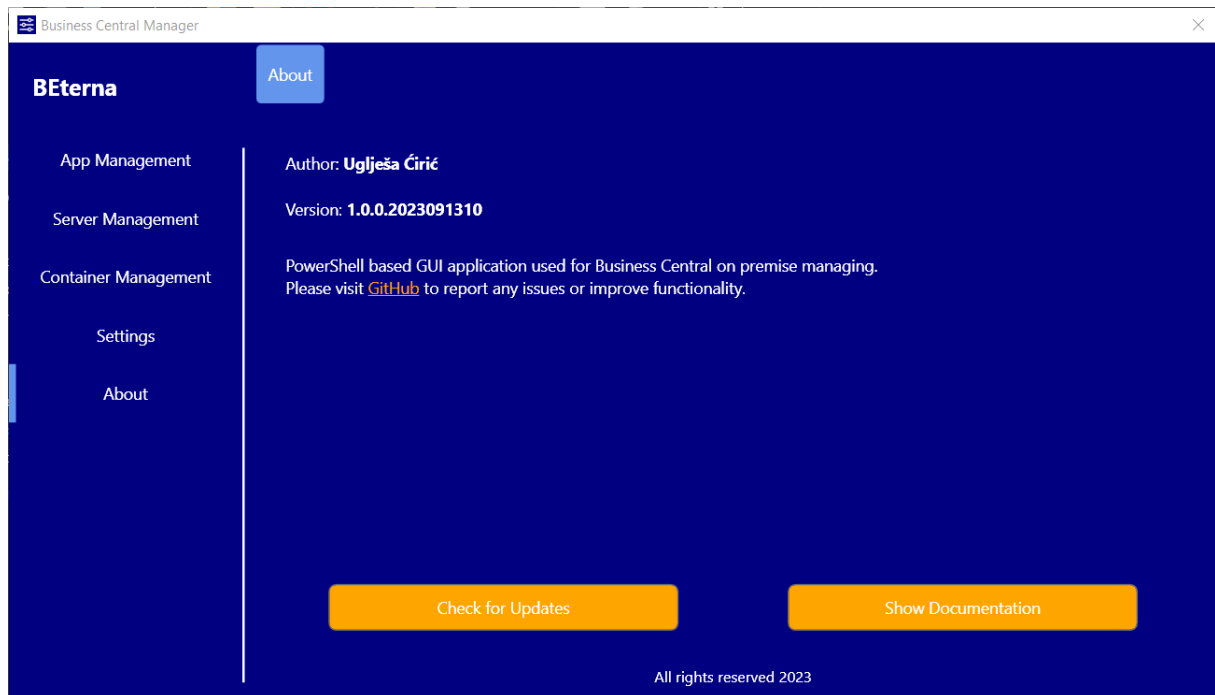 Business Central Manager
BEterna
About
App Management
Server Management
Container Management
Settings
About
Author: Uglješa Ćirić
Version: 1.0.0.2023091310
PowerShell based GUI application used for Business Central on premise managing.
Please visit GitHub to report any issues or improve functionality.
Check for Updates
Show Documentation
All rights reserved 2023